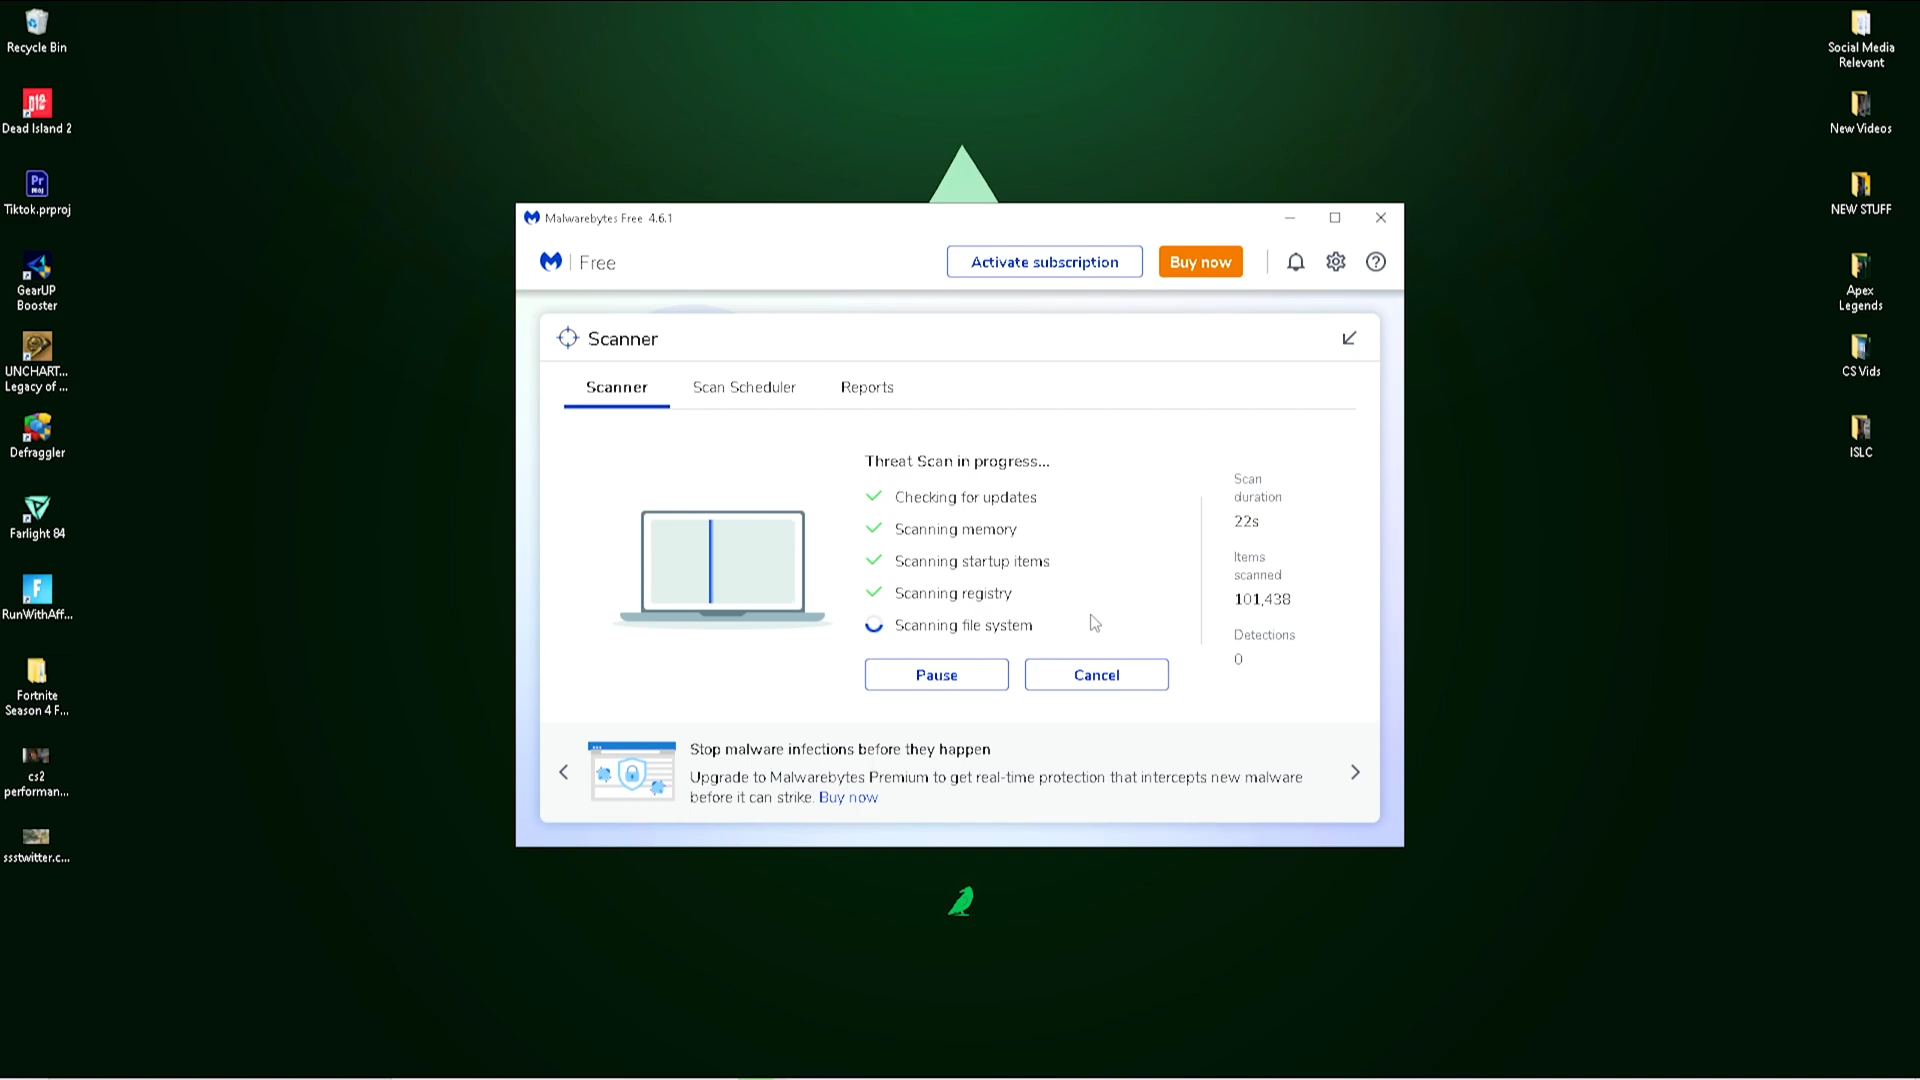 Recycle Bin
Dead Island 2
Pr
PROJ
Tiktok.prproj
GearUP
Booster
UNCHART...
Legacy of ...
Defraggler
Farlight 84
F
RunWithAff...
Fortnite
Season 4 F...
cs2
performan...
ssstwitter.c...
Malwarebytes Free 4.6.1
Free
Activate subscription
Buy now
Scanner
Scanner
Scan Scheduler
Reports
Threat Scan in progress...
Checking for updates
Scanning memory
Scanning startup items
Scanning registry
Scanning file system
Pause
Cancel
Scan
duration
22s
Items
scanned
101,438
Detections
0
Stop malware infections before they happen
Upgrade to Malwarebytes Premium to get real-time protection that intercepts new malware
before it can strike. Buy now
Social Media
Relevant
New Videos
NEW STUFF
Apex
Legends
CS Vids
ISLC